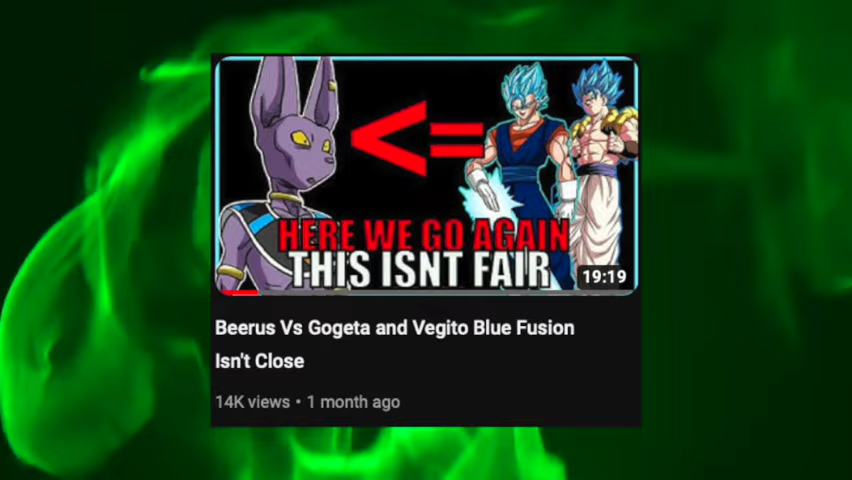 <=
HERE WE GO AGAIN
THIS ISNT FAIR
19:19
Beerus Vs Gogeta and Vegito Blue Fusion
Isn't Close
14K views • 1 month ago